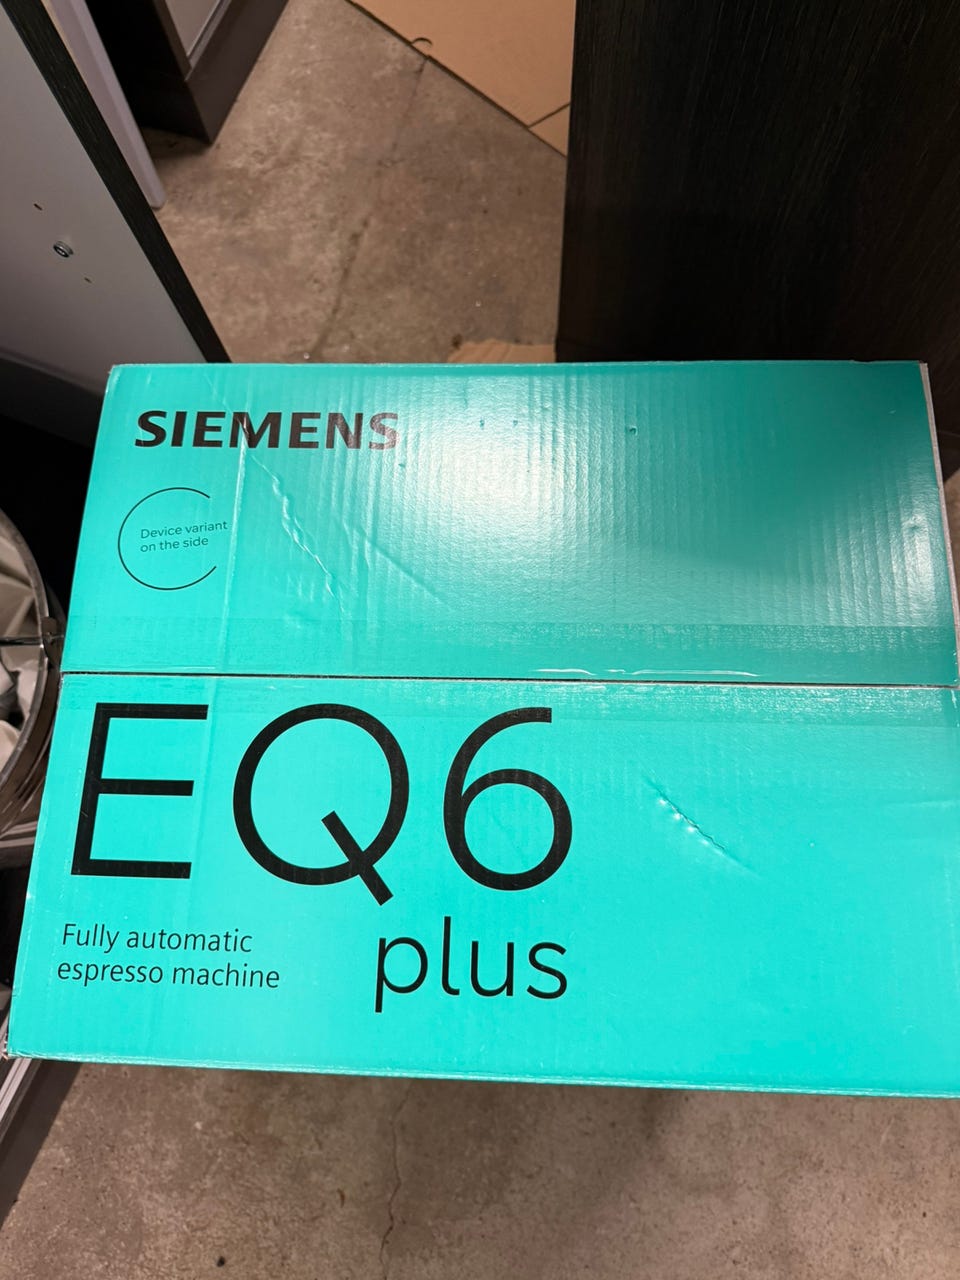 SIEMENS
Device variant
on the side
EQ6
plus
Fully automatic
espresso machine